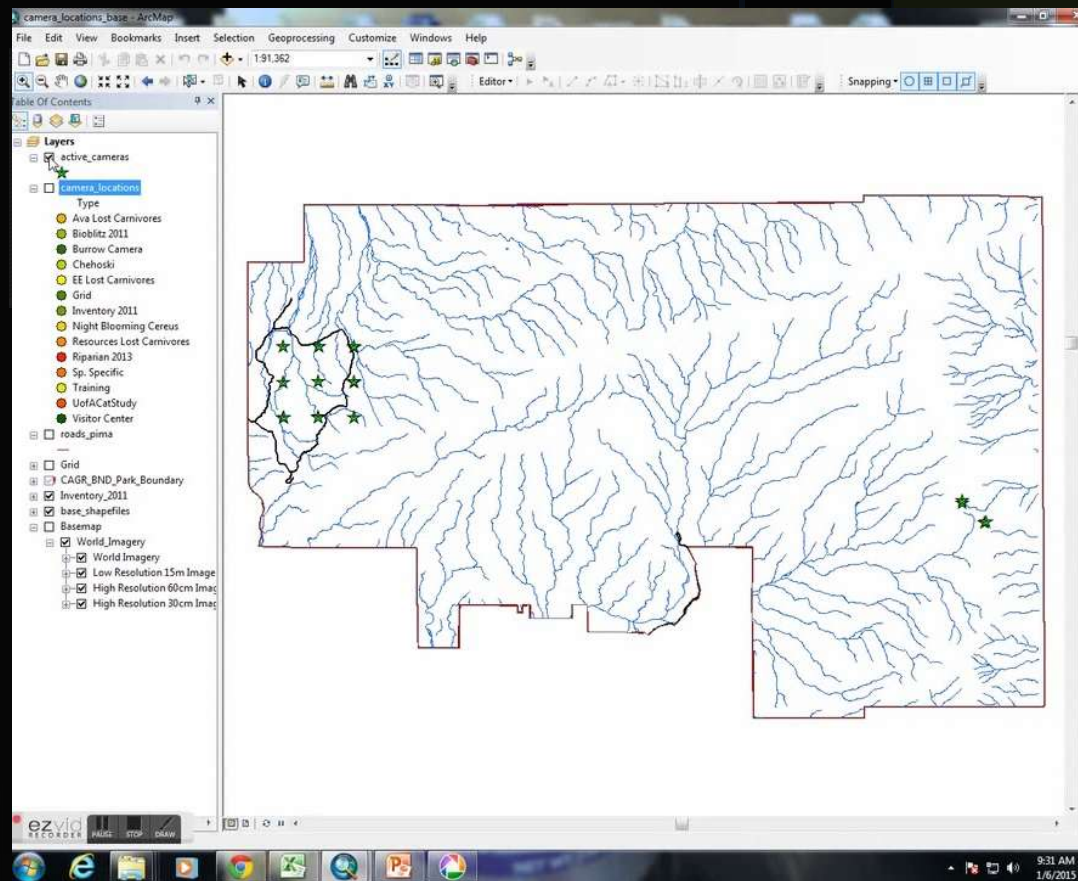 camera_locations_base - ArcMap
File Edit View Bookmarks Insert Selection Geoprocessing Customize Windows Help
1:91,362
Editor Snapping
Table Of Contents
Layers
active_cameras
camera_locations
Type
Ava Lost Carnivores
Bioblitz 2011
Burrow Camera
Chehoski
EE Lost Carnivores
Grid
Inventory 2011
Night Blooming Cereus
Resources Lost Carnivores
Riparian 2013
Sp. Specific
Training
UofACatStudy
Visitor Center
roads_pima
Grid
CAGR_BND_Park_Boundary
Inventory_2011
base_shapefiles
Basemap
World_Imagery
World Imagery
Low Resolution 15m Image
High Resolution 60cm Imag
High Resolution 30cm Imag
ezvid
RECORDER
PAUSE STOP DRAW
9:31 AM
1/6/2015